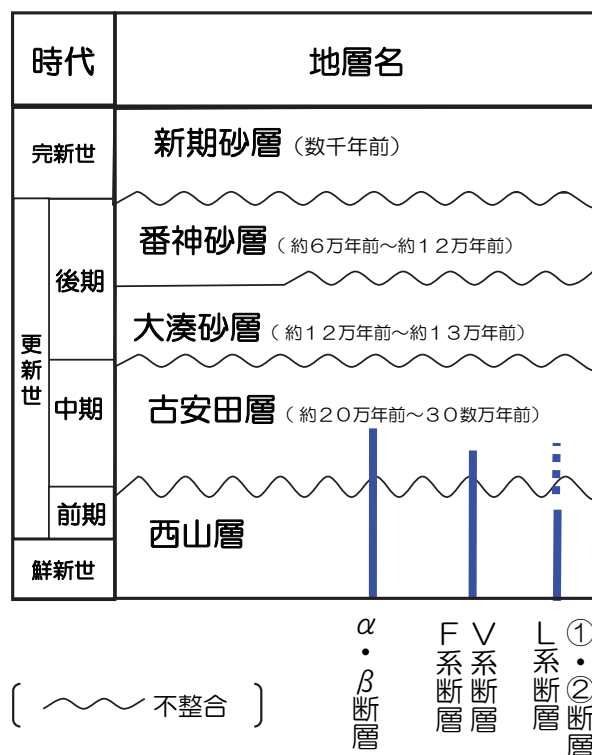 時代
地層名
完新世
新期砂層（数千年前）
更新世
後期
番神砂層（約6万年前～約12万年前）
大湊砂層（約12万年前～約13万年前）
中期
古安田層（約20万年前～30数万年前）
前期
西山層
鮮新世
α・β断層
F系断層
V系断層
L系断層
①・②断層
不整合